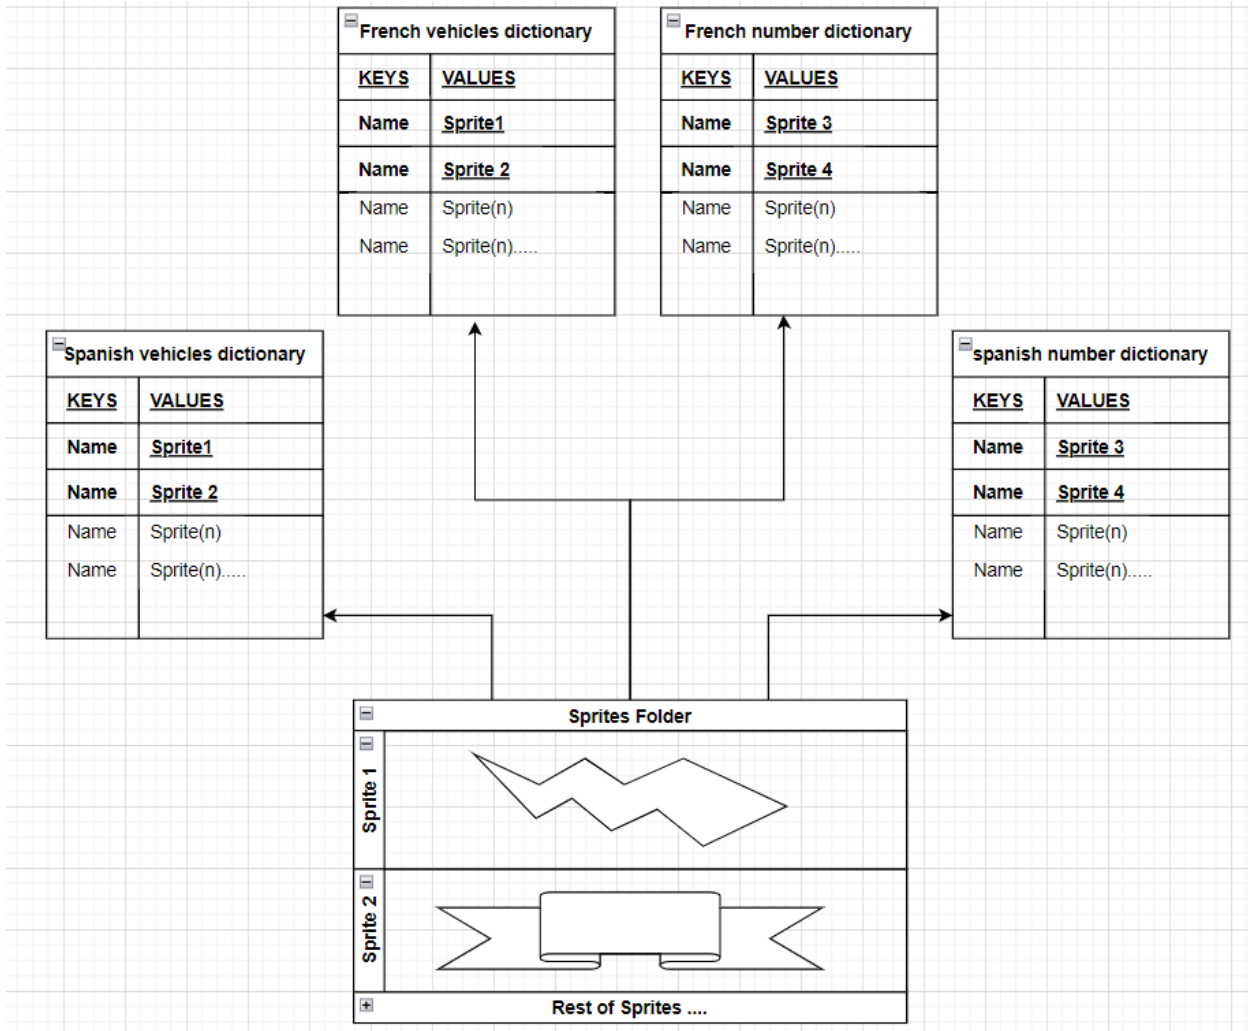 French vehicles dictionary
KEYS VALUES
Name Sprite1
Name Sprite 2
Name Sprite(n)
Name Sprite(n).....
French number dictionary
KEYS VALUES
Name Sprite 3
Name Sprite 4
Name Sprite(n)
Name Sprite(n).....
Spanish vehicles dictionary
KEYS VALUES
Name Sprite1
Name Sprite 2
Name Sprite(n)
Name Sprite(n).....
spanish number dictionary
KEYS VALUES
Name Sprite 3
Name Sprite 4
Name Sprite(n)
Name Sprite(n).....
Sprites Folder
Sprite 1
Sprite 2
Rest of Sprites ....